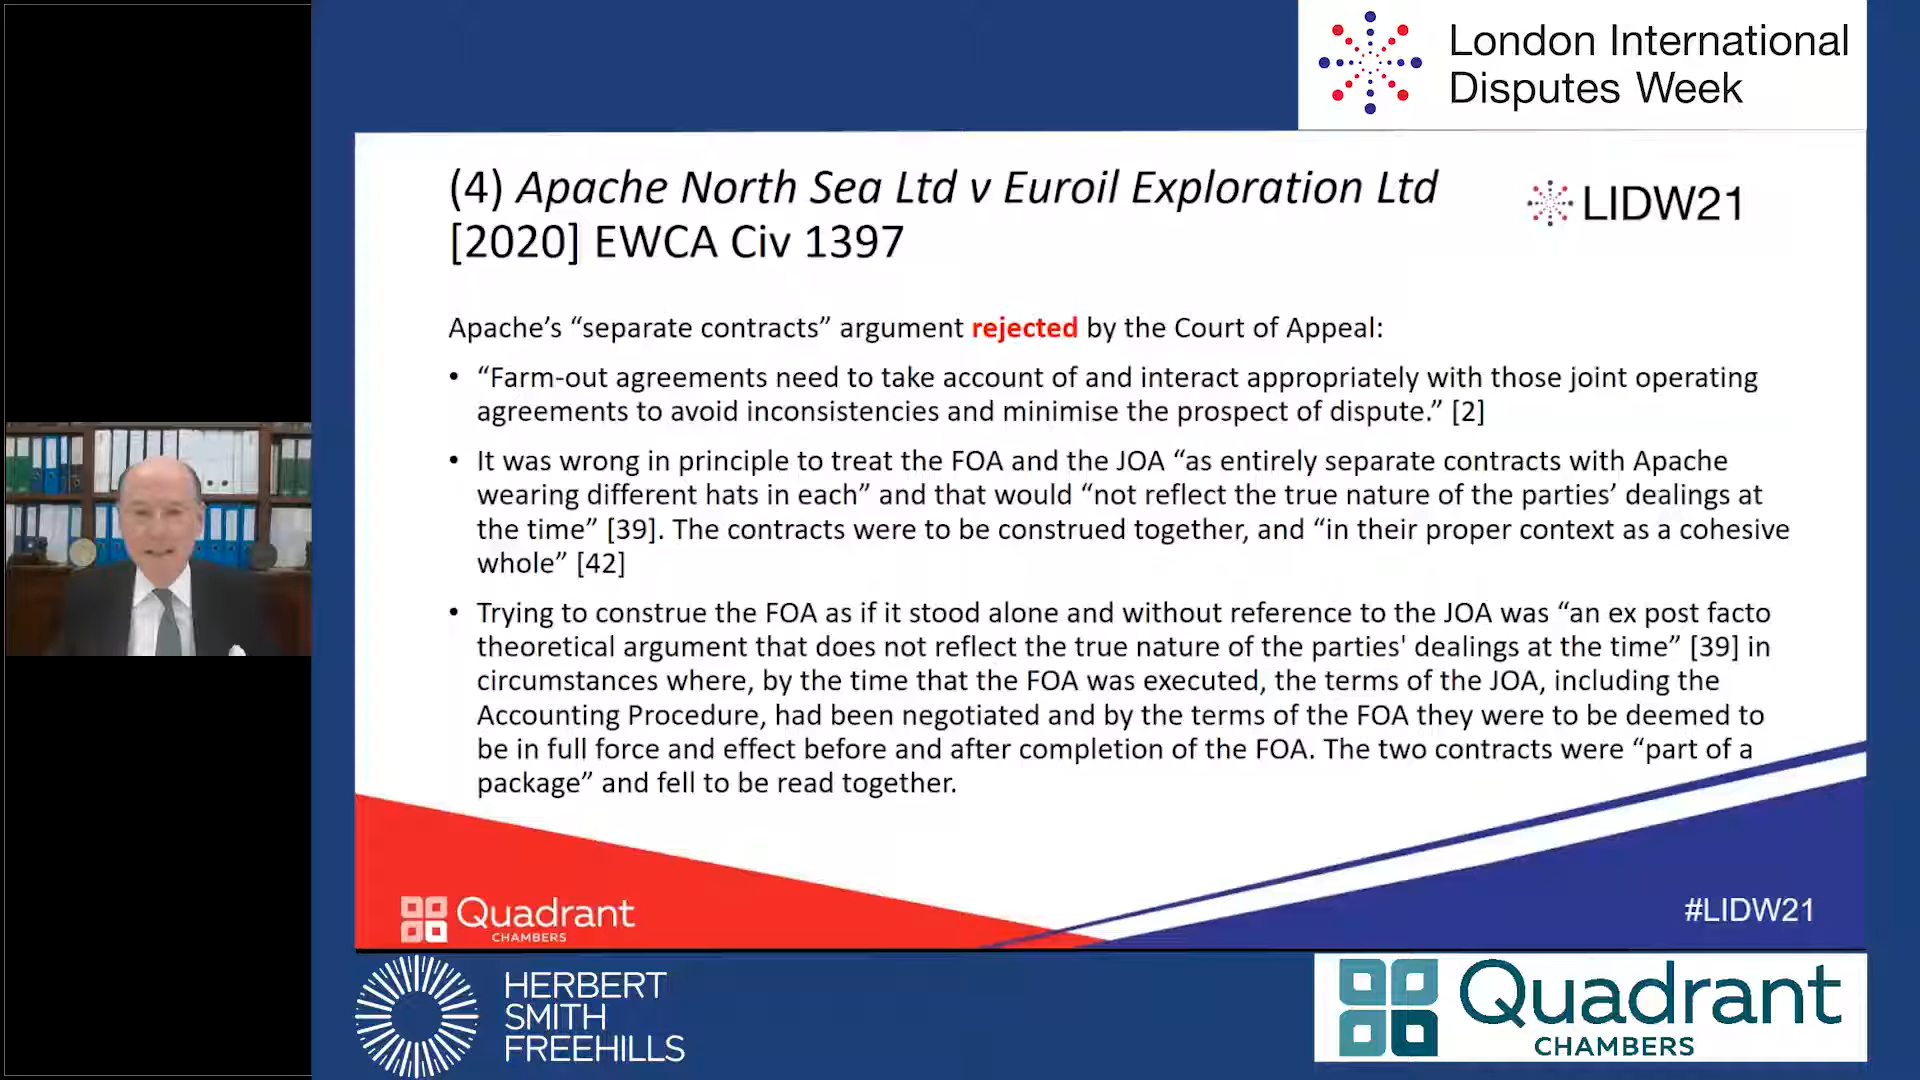 London International
Disputes Week
(4) Apache North Sea Ltd v Euroil Exploration Ltd
[2020] EWCA Civ 1397
LIDW21
Apache’s “separate contracts” argument rejected by the Court of Appeal:
• “Farm-out agreements need to take account of and interact appropriately with those joint operating
agreements to avoid inconsistencies and minimise the prospect of dispute.” [2]
• It was wrong in principle to treat the FOA and the JOA “as entirely separate contracts with Apache
wearing different hats in each” and that would “not reflect the true nature of the parties’ dealings at
the time” [39]. The contracts were to be construed together, and “in their proper context as a cohesive
whole” [42]
• Trying to construe the FOA as if it stood alone and without reference to the JOA was “an ex post facto
theoretical argument that does not reflect the true nature of the parties' dealings at the time” [39] in
circumstances where, by the time that the FOA was executed, the terms of the JOA, including the
Accounting Procedure, had been negotiated and by the terms of the FOA they were to be deemed to
be in full force and effect before and after completion of the FOA. The two contracts were “part of a
package” and fell to be read together.
Quadrant
CHAMBERS
#LIDW21
HERBERT
SMITH
FREEHILLS
Quadrant
CHAMBERS